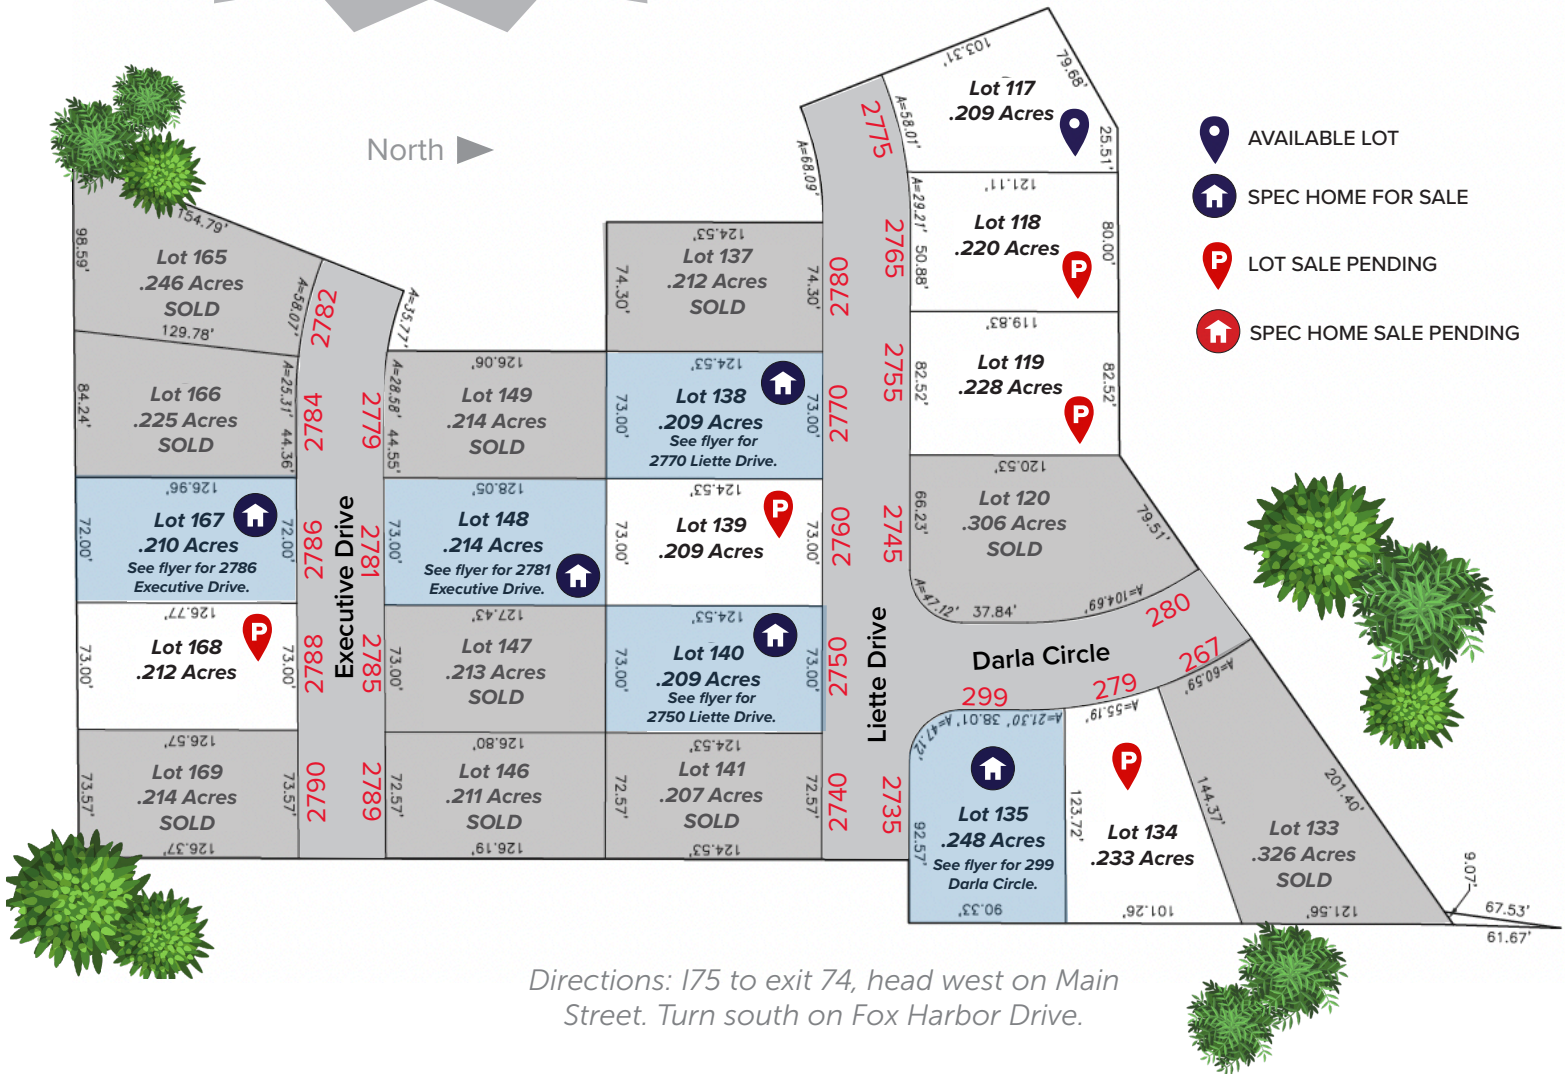 North
AVAILABLE LOT
SPEC HOME FOR SALE
LOT SALE PENDING
SPEC HOME SALE PENDING
103.31'
79.68'
Lot 117
.209 Acres
25.51'
A=58.01'
2775
A=68.09'
121.11'
A=29.21'
50.88'
Lot 118
.220 Acres
80.00'
2765
119.83'
82.52'
Lot 119
.228 Acres
82.52'
2755
120.53'
66.23'
Lot 120
.306 Acres
SOLD
79.51'
2745
A=47.12'
37.84'
A=104.69'
280
154.79'
98.59'
Lot 165
.246 Acres
SOLD
A=58.07'
129.78'
2782
A=35.77'
84.24'
Lot 166
.225 Acres
SOLD
A=25.31'
44.36'
2784
126.96'
72.00'
Lot 167
.210 Acres
See flyer for 2786
Executive Drive.
72.00'
2786
126.77'
73.00'
Lot 168
.212 Acres
73.00'
2788
126.57'
73.57'
Lot 169
.214 Acres
SOLD
73.57'
126.37'
2790
Executive Drive
2779
A=28.58'
44.55'
126.06'
Lot 149
.214 Acres
SOLD
2781
128.05'
73.00'
Lot 148
.214 Acres
See flyer for 2781
Executive Drive.
2785
127.43'
73.00'
Lot 147
.213 Acres
SOLD
2789
126.80'
72.57'
Lot 146
.211 Acres
SOLD
126.19'
124.53'
74.30'
Lot 137
.212 Acres
SOLD
74.30'
2780
124.53'
73.00'
Lot 138
.209 Acres
See flyer for
2770 Liette Drive.
73.00'
2770
124.53'
73.00'
Lot 139
.209 Acres
73.00'
2760
124.53'
73.00'
Lot 140
.209 Acres
See flyer for
2750 Liette Drive.
73.00'
2750
124.53'
72.57'
Lot 141
.207 Acres
SOLD
72.57'
124.53'
2740
Liette Drive
2735
Darla Circle
299
279
267
A=47.12'
38.01'
A=21.30'
92.57'
Lot 135
.248 Acres
See flyer for 299
Darla Circle.
90.33'
A=55.19'
123.72'
Lot 134
.233 Acres
101.26'
A=60.59'
144.37'
Lot 133
.326 Acres
SOLD
201.40'
121.56'
9.07'
67.53'
61.67'
Directions: I75 to exit 74, head west on Main
Street. Turn south on Fox Harbor Drive.